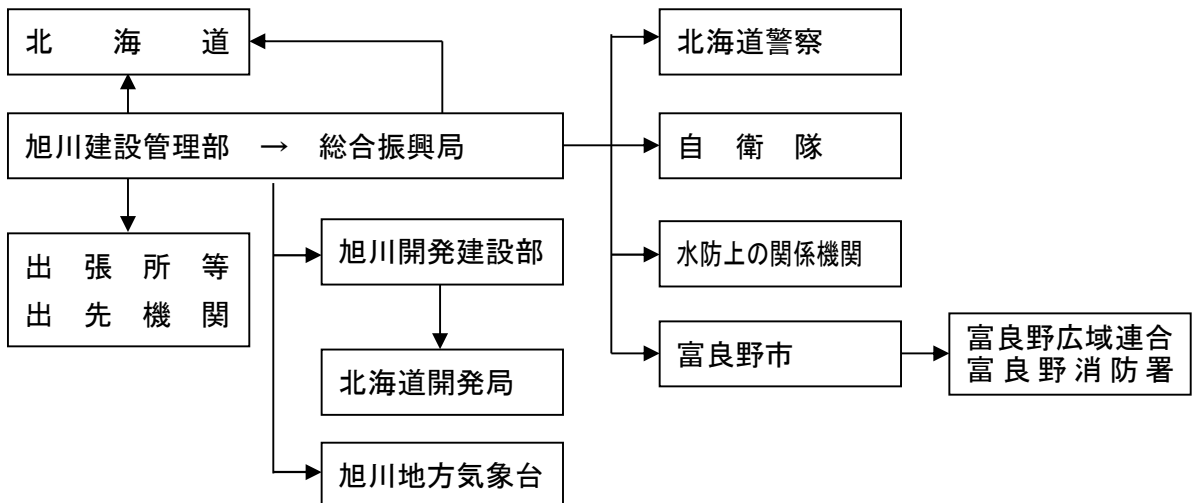 北海道
北海道警察
旭川建設管理部 → 総合振興局
自衛隊
旭川開発建設部
水防上の関係機関
出張所等
出先機関
富良野市
富良野広域連合
富良野消防署
北海道開発局
旭川地方気象台